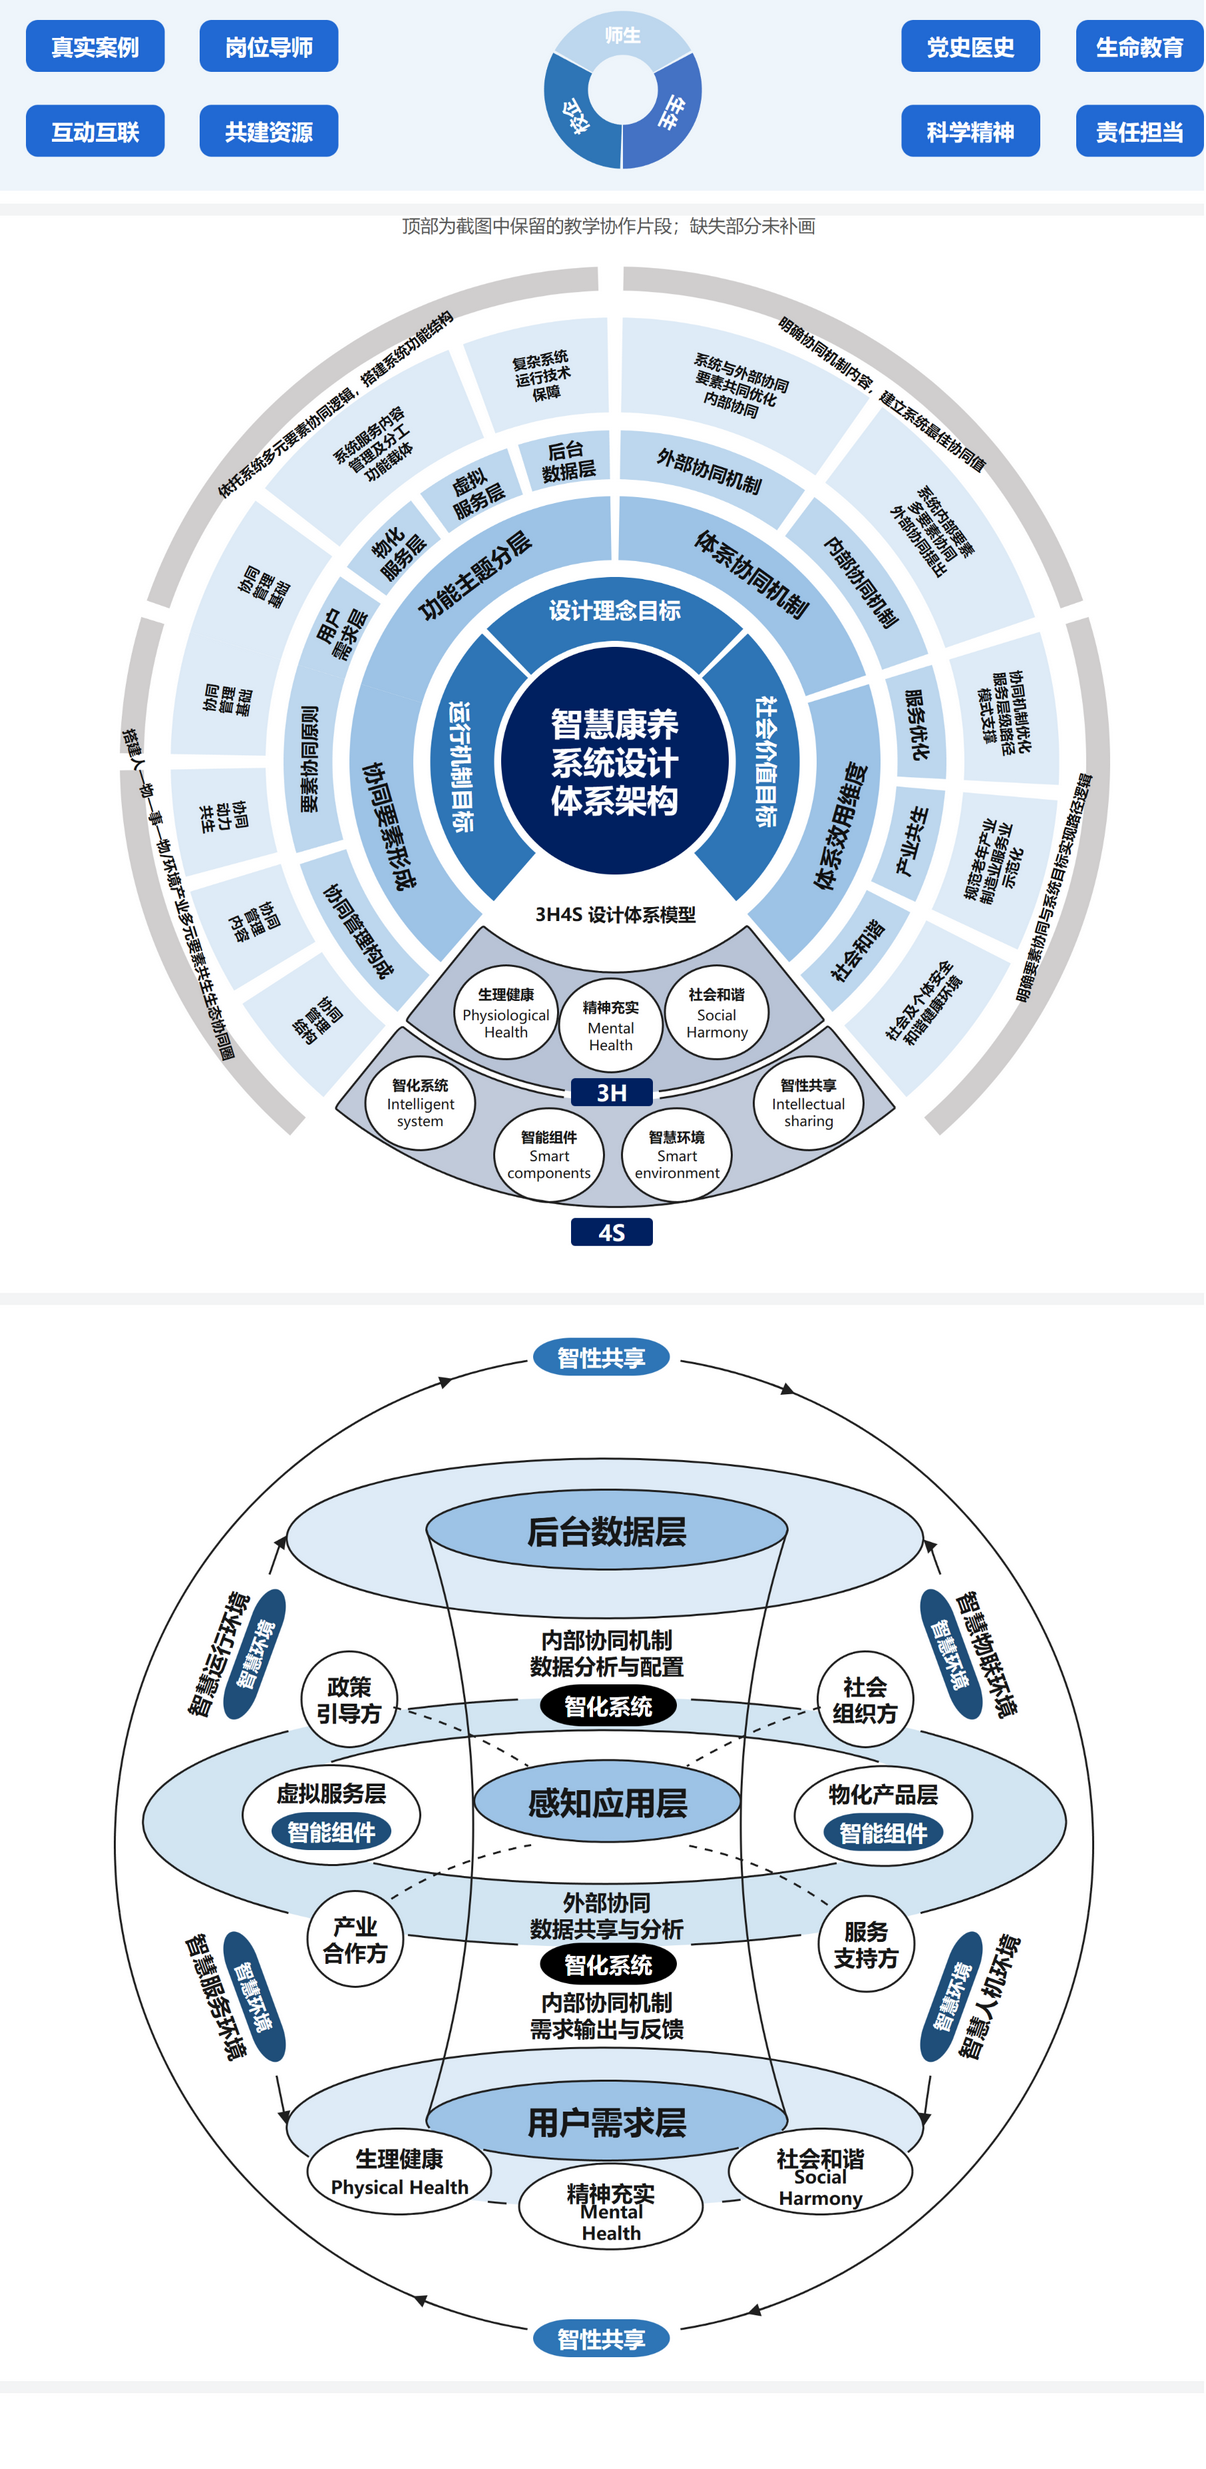 真实案例
岗位导师
互动互联
共建资源
师生
校企
生生
党史医史
生命教育
科学精神
责任担当
顶部为截图中保留的教学协作片段；缺失部分未补画
依托系统多元要素协同逻辑，搭建系统功能结构
明确协同机制内容，建立系统最佳协同值
搭建人—物—事—物/环境产业多元要素共生生态协同圈
明确要素协同与系统目标实现路径逻辑
复杂系统
运行技术
保障
系统服务内容
管理及分工
功能载体
协同
管理
基础
协同
管理
基础
协同
动力
共生
协同
管理
内容
协同
管理
结构
系统与外部协同
要素共同优化
内部协同
系统内部要素
多要素协同
外部协同提出
协同机制优化
服务层级路径
模式支撑
规范老年产业
制造业服务业
示范化
社会及个体安全
和谐健康环境
后台
数据层
虚拟
服务层
物化
服务层
用户
需求层
要素协同原则
协同管理构成
外部协同机制
内部协同机制
服务优化
产业共生
社会和谐
功能主题分层
体系协同机制
协同要素形成
体系效用维度
设计理念目标
运行机制目标
社会价值目标
智慧康养
系统设计
体系架构
3H4S 设计体系模型
生理健康
Physiological
Health
精神充实
Mental
Health
社会和谐
Social
Harmony
3H
智化系统
Intelligent
system
智能组件
Smart
components
智慧环境
Smart
environment
智性共享
Intellectual
sharing
4S
智性共享
后台数据层
智慧运行环境
智慧环境
智慧物联环境
智慧环境
内部协同机制
数据分析与配置
智化系统
政策
引导方
社会
组织方
虚拟服务层
智能组件
感知应用层
物化产品层
智能组件
产业
合作方
服务
支持方
外部协同
数据共享与分析
智化系统
内部协同机制
需求输出与反馈
智慧服务环境
智慧环境
智慧人机环境
智慧环境
用户需求层
生理健康
Physical Health
精神充实
Mental
Health
社会和谐
Social
Harmony
智性共享